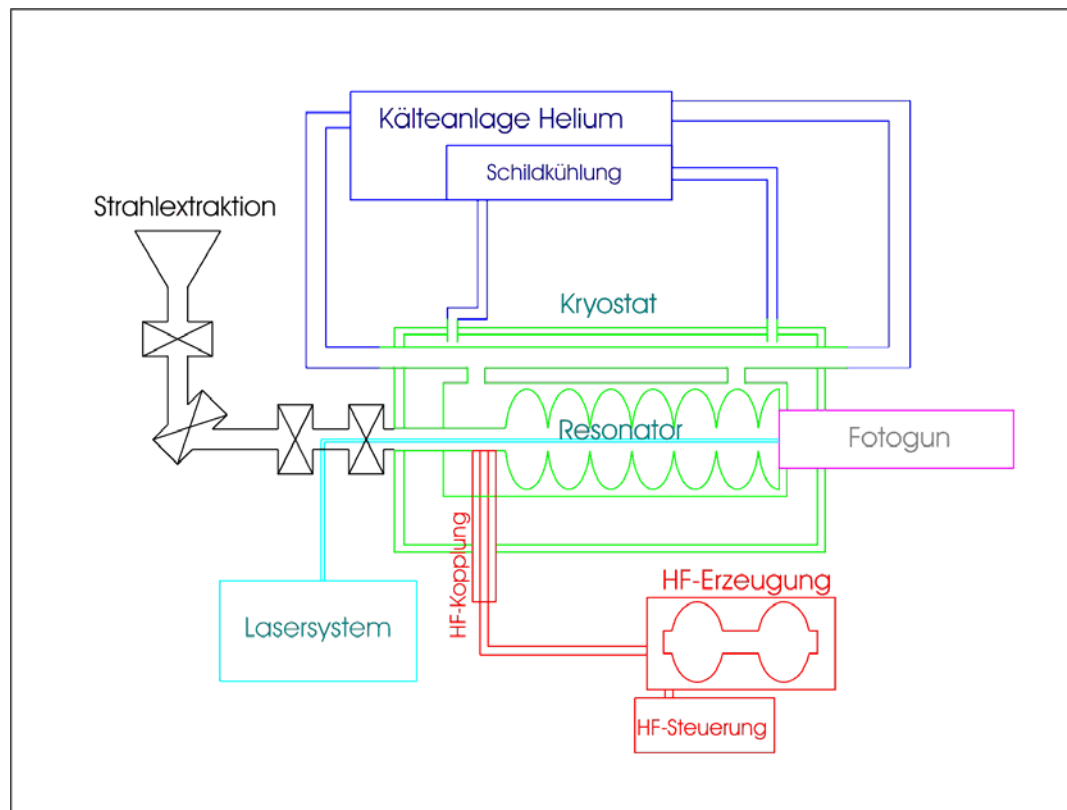 Kälteanlage Helium
Schildkühlung
Strahlextraktion
Kryostat
Resonator
Fotogun
HF-Kopplung
HF-Erzeugung
Lasersystem
HF-Steuerung